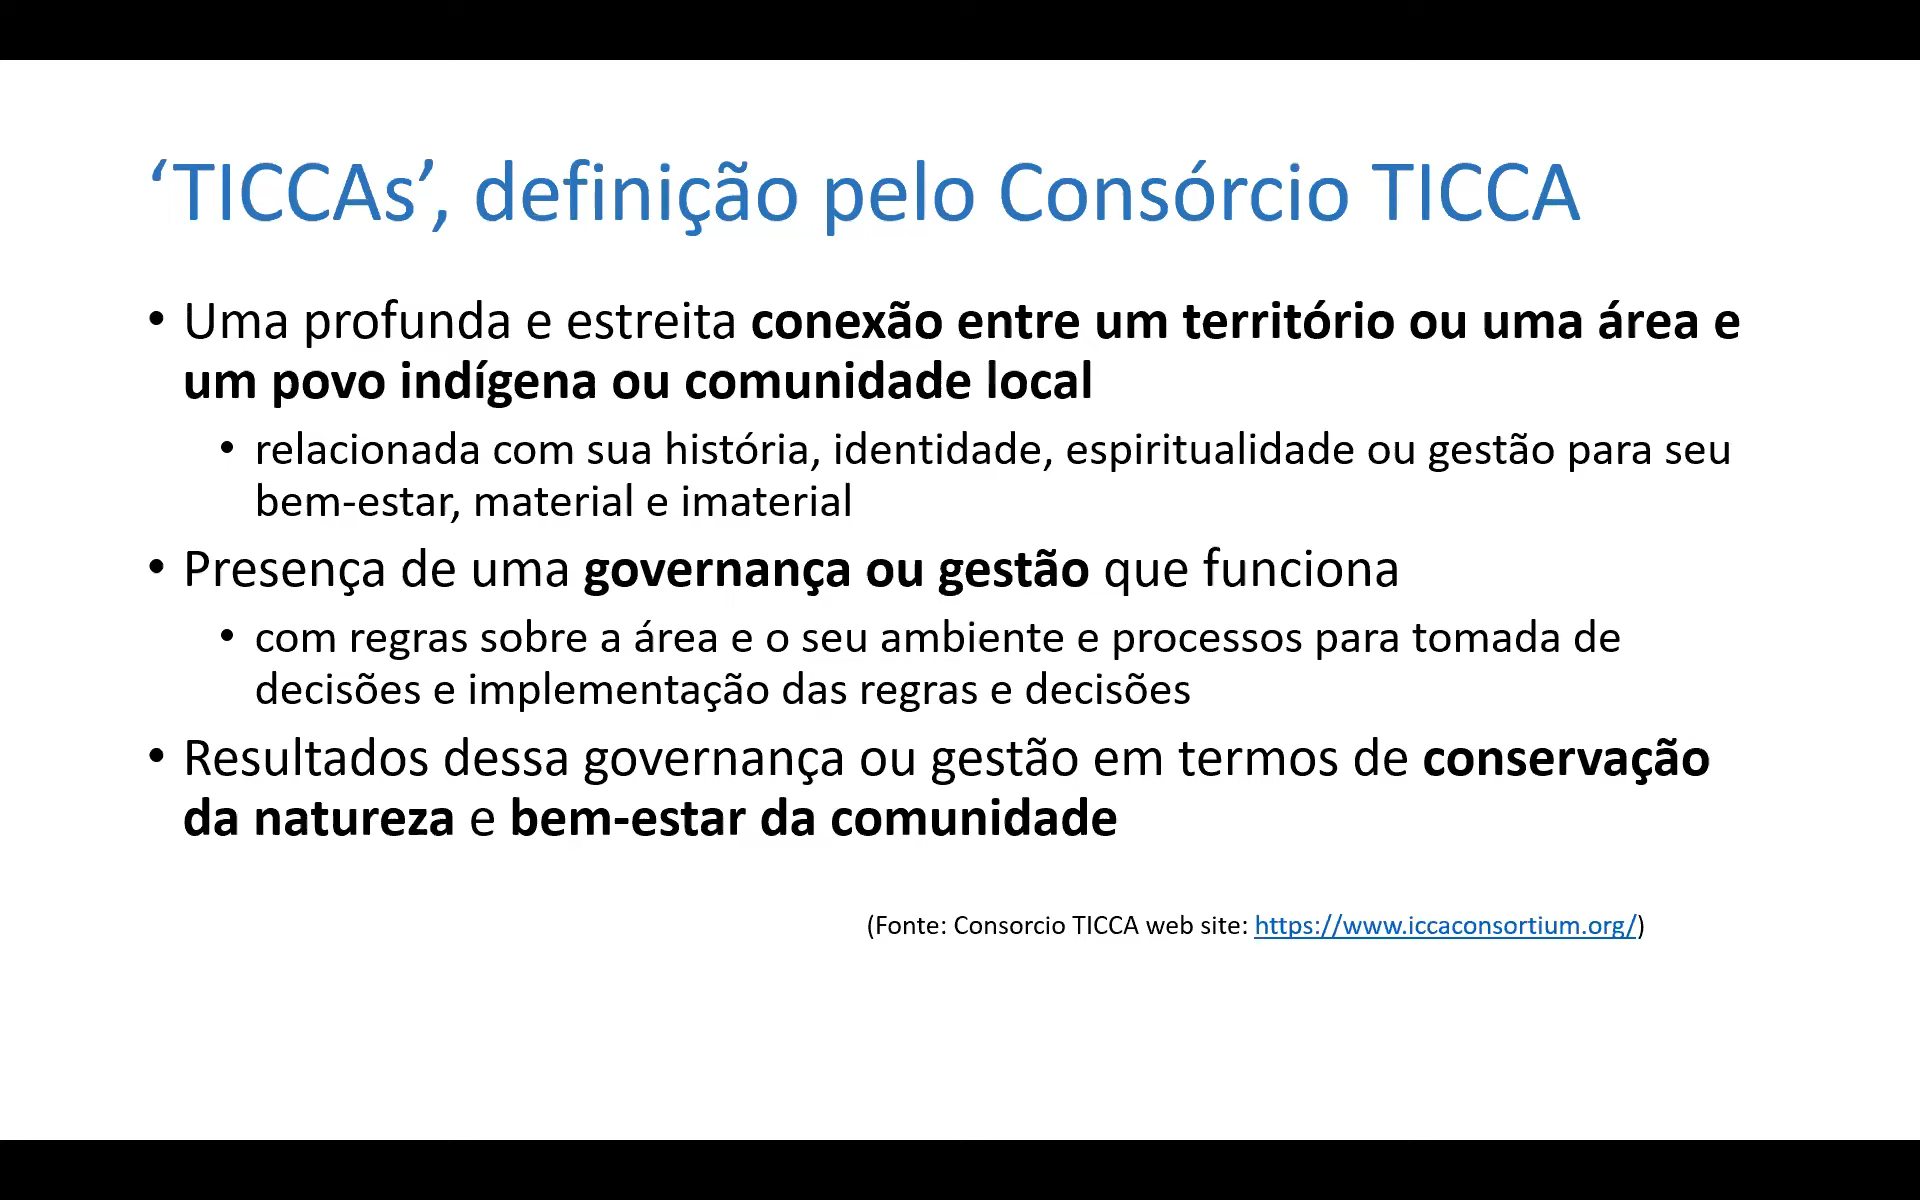 ‘TICCAs’, definição pelo Consórcio TICCA
• Uma profunda e estreita conexão entre um território ou uma área e
um povo indígena ou comunidade local
• relacionada com sua história, identidade, espiritualidade ou gestão para seu
bem-estar, material e imaterial
• Presença de uma governança ou gestão que funciona
• com regras sobre a área e o seu ambiente e processos para tomada de
decisões e implementação das regras e decisões
• Resultados dessa governança ou gestão em termos de conservação
da natureza e bem-estar da comunidade
(Fonte: Consorcio TICCA web site: https://www.iccaconsortium.org/)